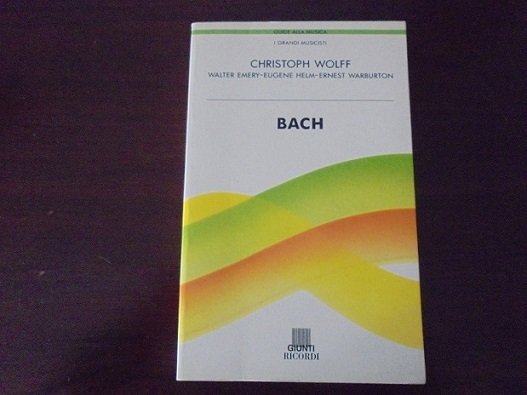 GUIDE ALLA MUSICA
I GRANDI MUSICISTI
CHRISTOPH WOLFF
WALTER EMERY-EUGENE HELM-ERNEST WARBURTON
BACH
GIUNTI
RICORDI